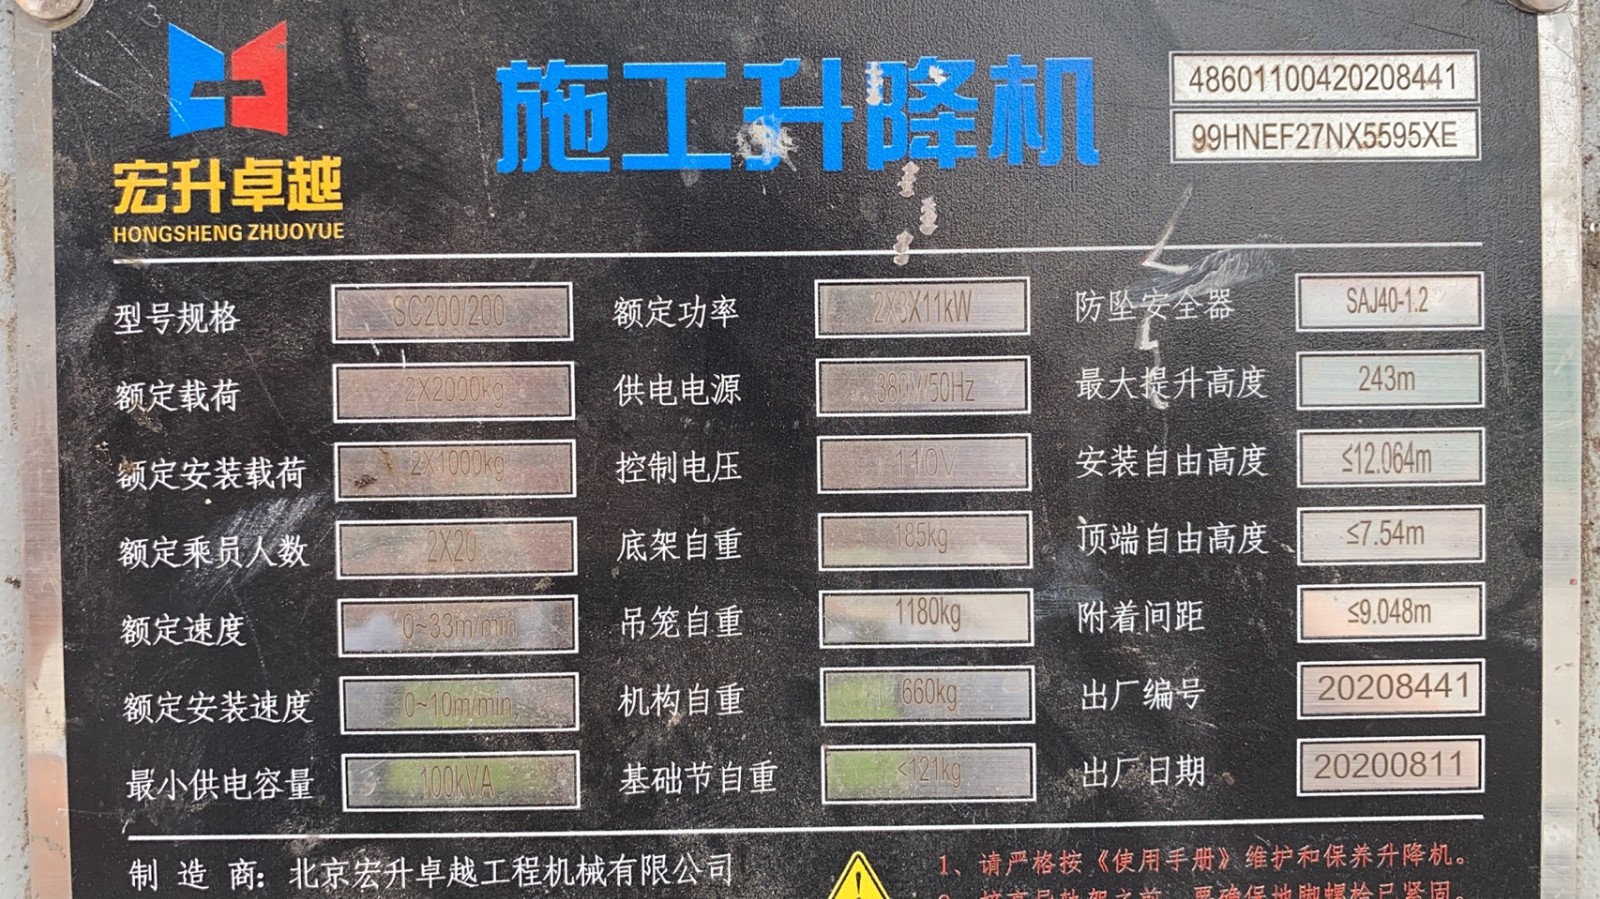 施工升降机
48601100420208441
99HNEF27NX5595XE
宏升卓越
HONGSHENG ZHUOYUE
型号规格 SC200/200 额定功率 2X3X11kW 防坠安全器 SAJ40-1.2
额定载荷 2X2000kg 供电电源 380V/50Hz 最大提升高度 243m
额定安装载荷 2X1000kg 控制电压 110V 安装自由高度 ≤12.064m
额定乘员人数 2X20 底架自重 185kg 顶端自由高度 ≤7.54m
额定速度 0~33m/min 吊笼自重 1180kg 附着间距 ≤9.048m
额定安装速度 0~10m/min 机构自重 660kg 出厂编号 20208441
最小供电容量 100kVA 基础节自重 <121kg 出厂日期 20200811
制造商：北京宏升卓越工程机械有限公司
1、请严格按《使用手册》维护和保养升降机。